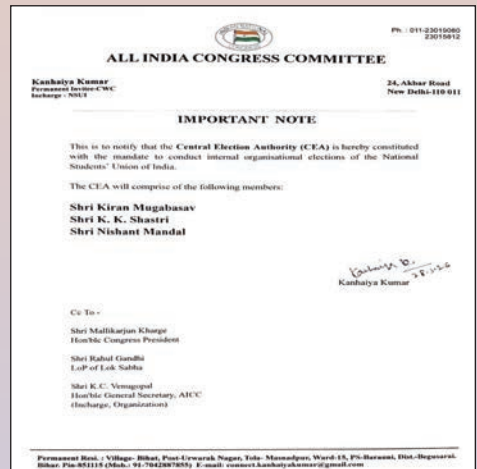 Ph. : 011-23019080
ALL INDIA CONGRESS COMMITTEE
Kanhaiya Kumar
Permanent Invitee-CWC
Incharge - NSUI
24, Akbar Road
New Delhi-110 011
IMPORTANT NOTE
This is to notify that the Central Election Authority (CEA) is hereby constituted
with the mandate to conduct internal organisational elections of the National
Students' Union of India.
The CEA will comprise of the following members:
Shri Kiran Mugabasav
Shri K. K. Shastri
Shri Nishant Mandal
Kanhaiya Kumar
Cc To -
Shri Mallikarjun Kharge
Hon'ble Congress President
Shri Rahul Gandhi
LoP of Lok Sabha
Shri K.C. Venugopal
Hon'ble General Secretary, AICC
(Incharge, Organization)
Permanent Resi. : Village- Bihat, Post-Urwarak Nagar, Tola- Masnadpur, Ward-15, PS-Barauni, Dist.-Begusarai.
Bihar. Pin-851115 (Mob.: 91-7042887855) E-mail: connect.kanhaiyakumar@gmail.com